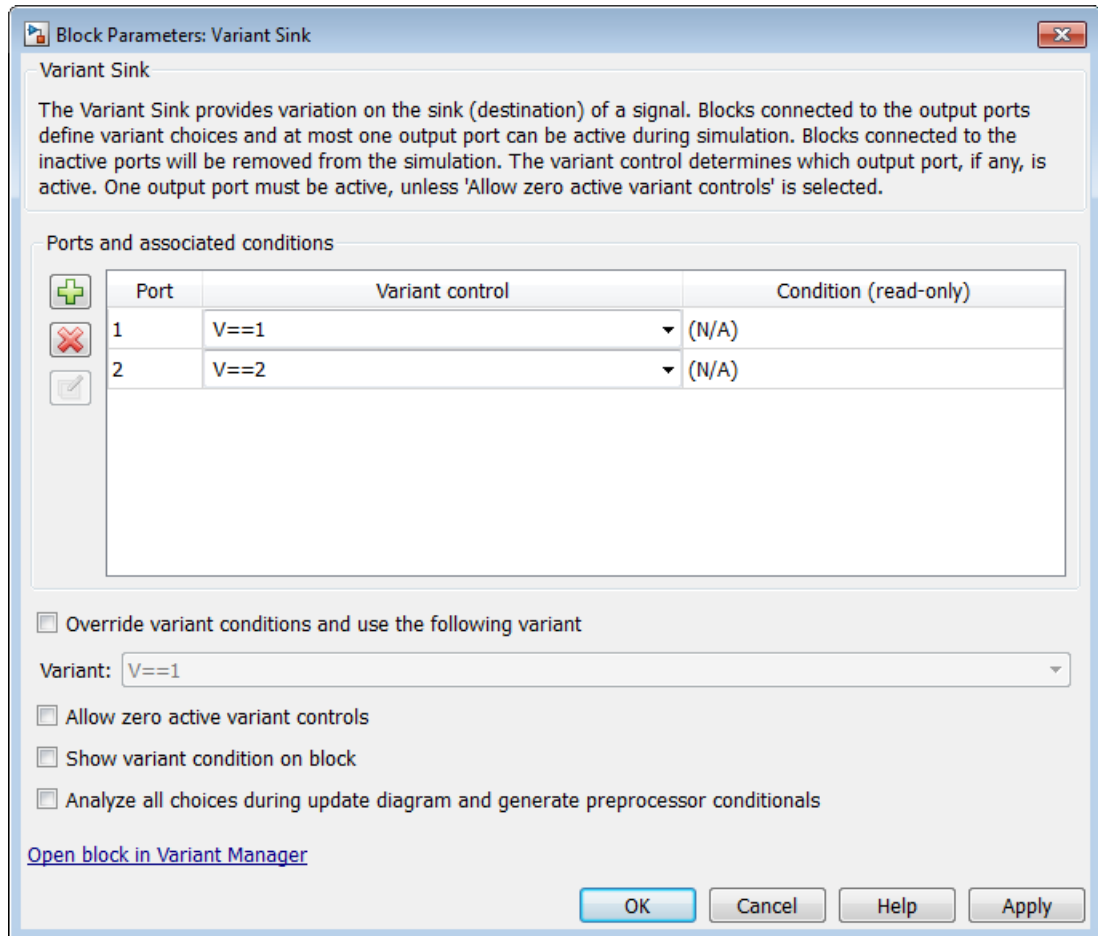 Block Parameters: Variant Sink
Variant Sink
The Variant Sink provides variation on the sink (destination) of a signal. Blocks connected to the output ports
define variant choices and at most one output port can be active during simulation. Blocks connected to the
inactive ports will be removed from the simulation. The variant control determines which output port, if any, is
active. One output port must be active, unless 'Allow zero active variant controls' is selected.
Ports and associated conditions
Port Variant control Condition (read-only)
1 V==1 (N/A)
2 V==2 (N/A)
Override variant conditions and use the following variant
Variant: V==1
Allow zero active variant controls
Show variant condition on block
Analyze all choices during update diagram and generate preprocessor conditionals
Open block in Variant Manager
OK Cancel Help Apply